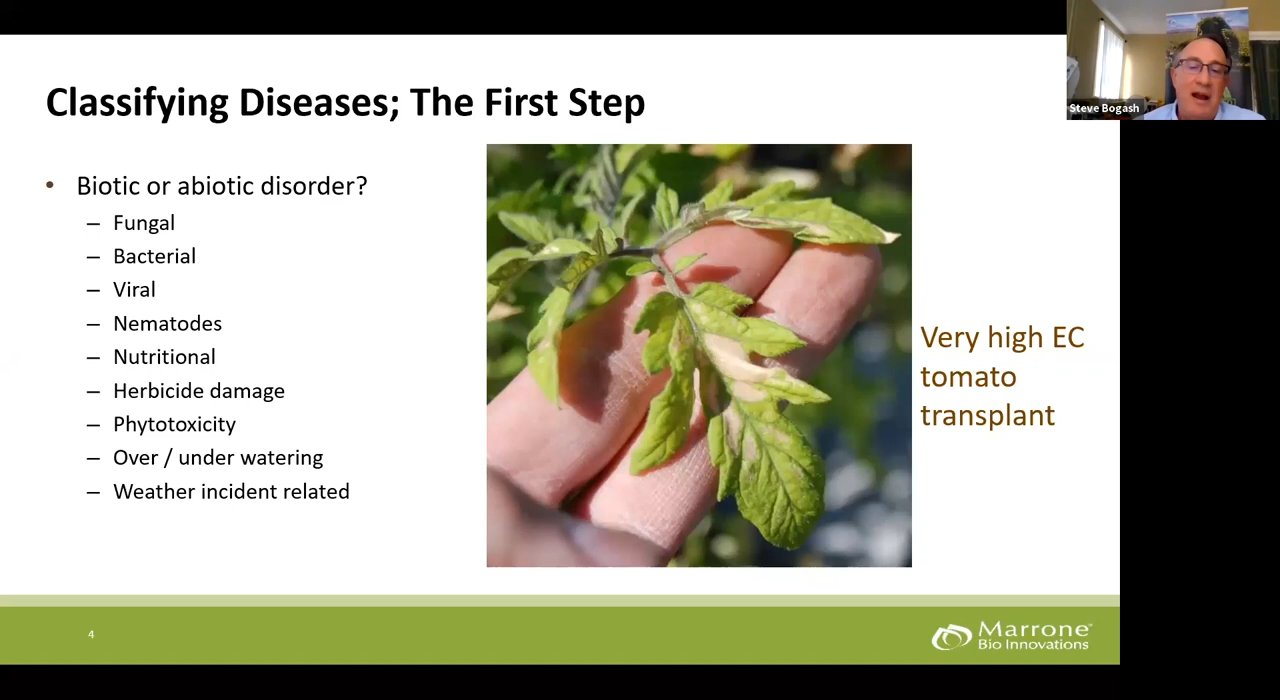 Steve Bogash
Classifying Diseases; The First Step
• Biotic or abiotic disorder?
– Fungal
– Bacterial
– Viral
– Nematodes
– Nutritional
– Herbicide damage
– Phytotoxicity
– Over / under watering
– Weather incident related
Very high EC
tomato
transplant
4
Marrone™
Bio Innovations